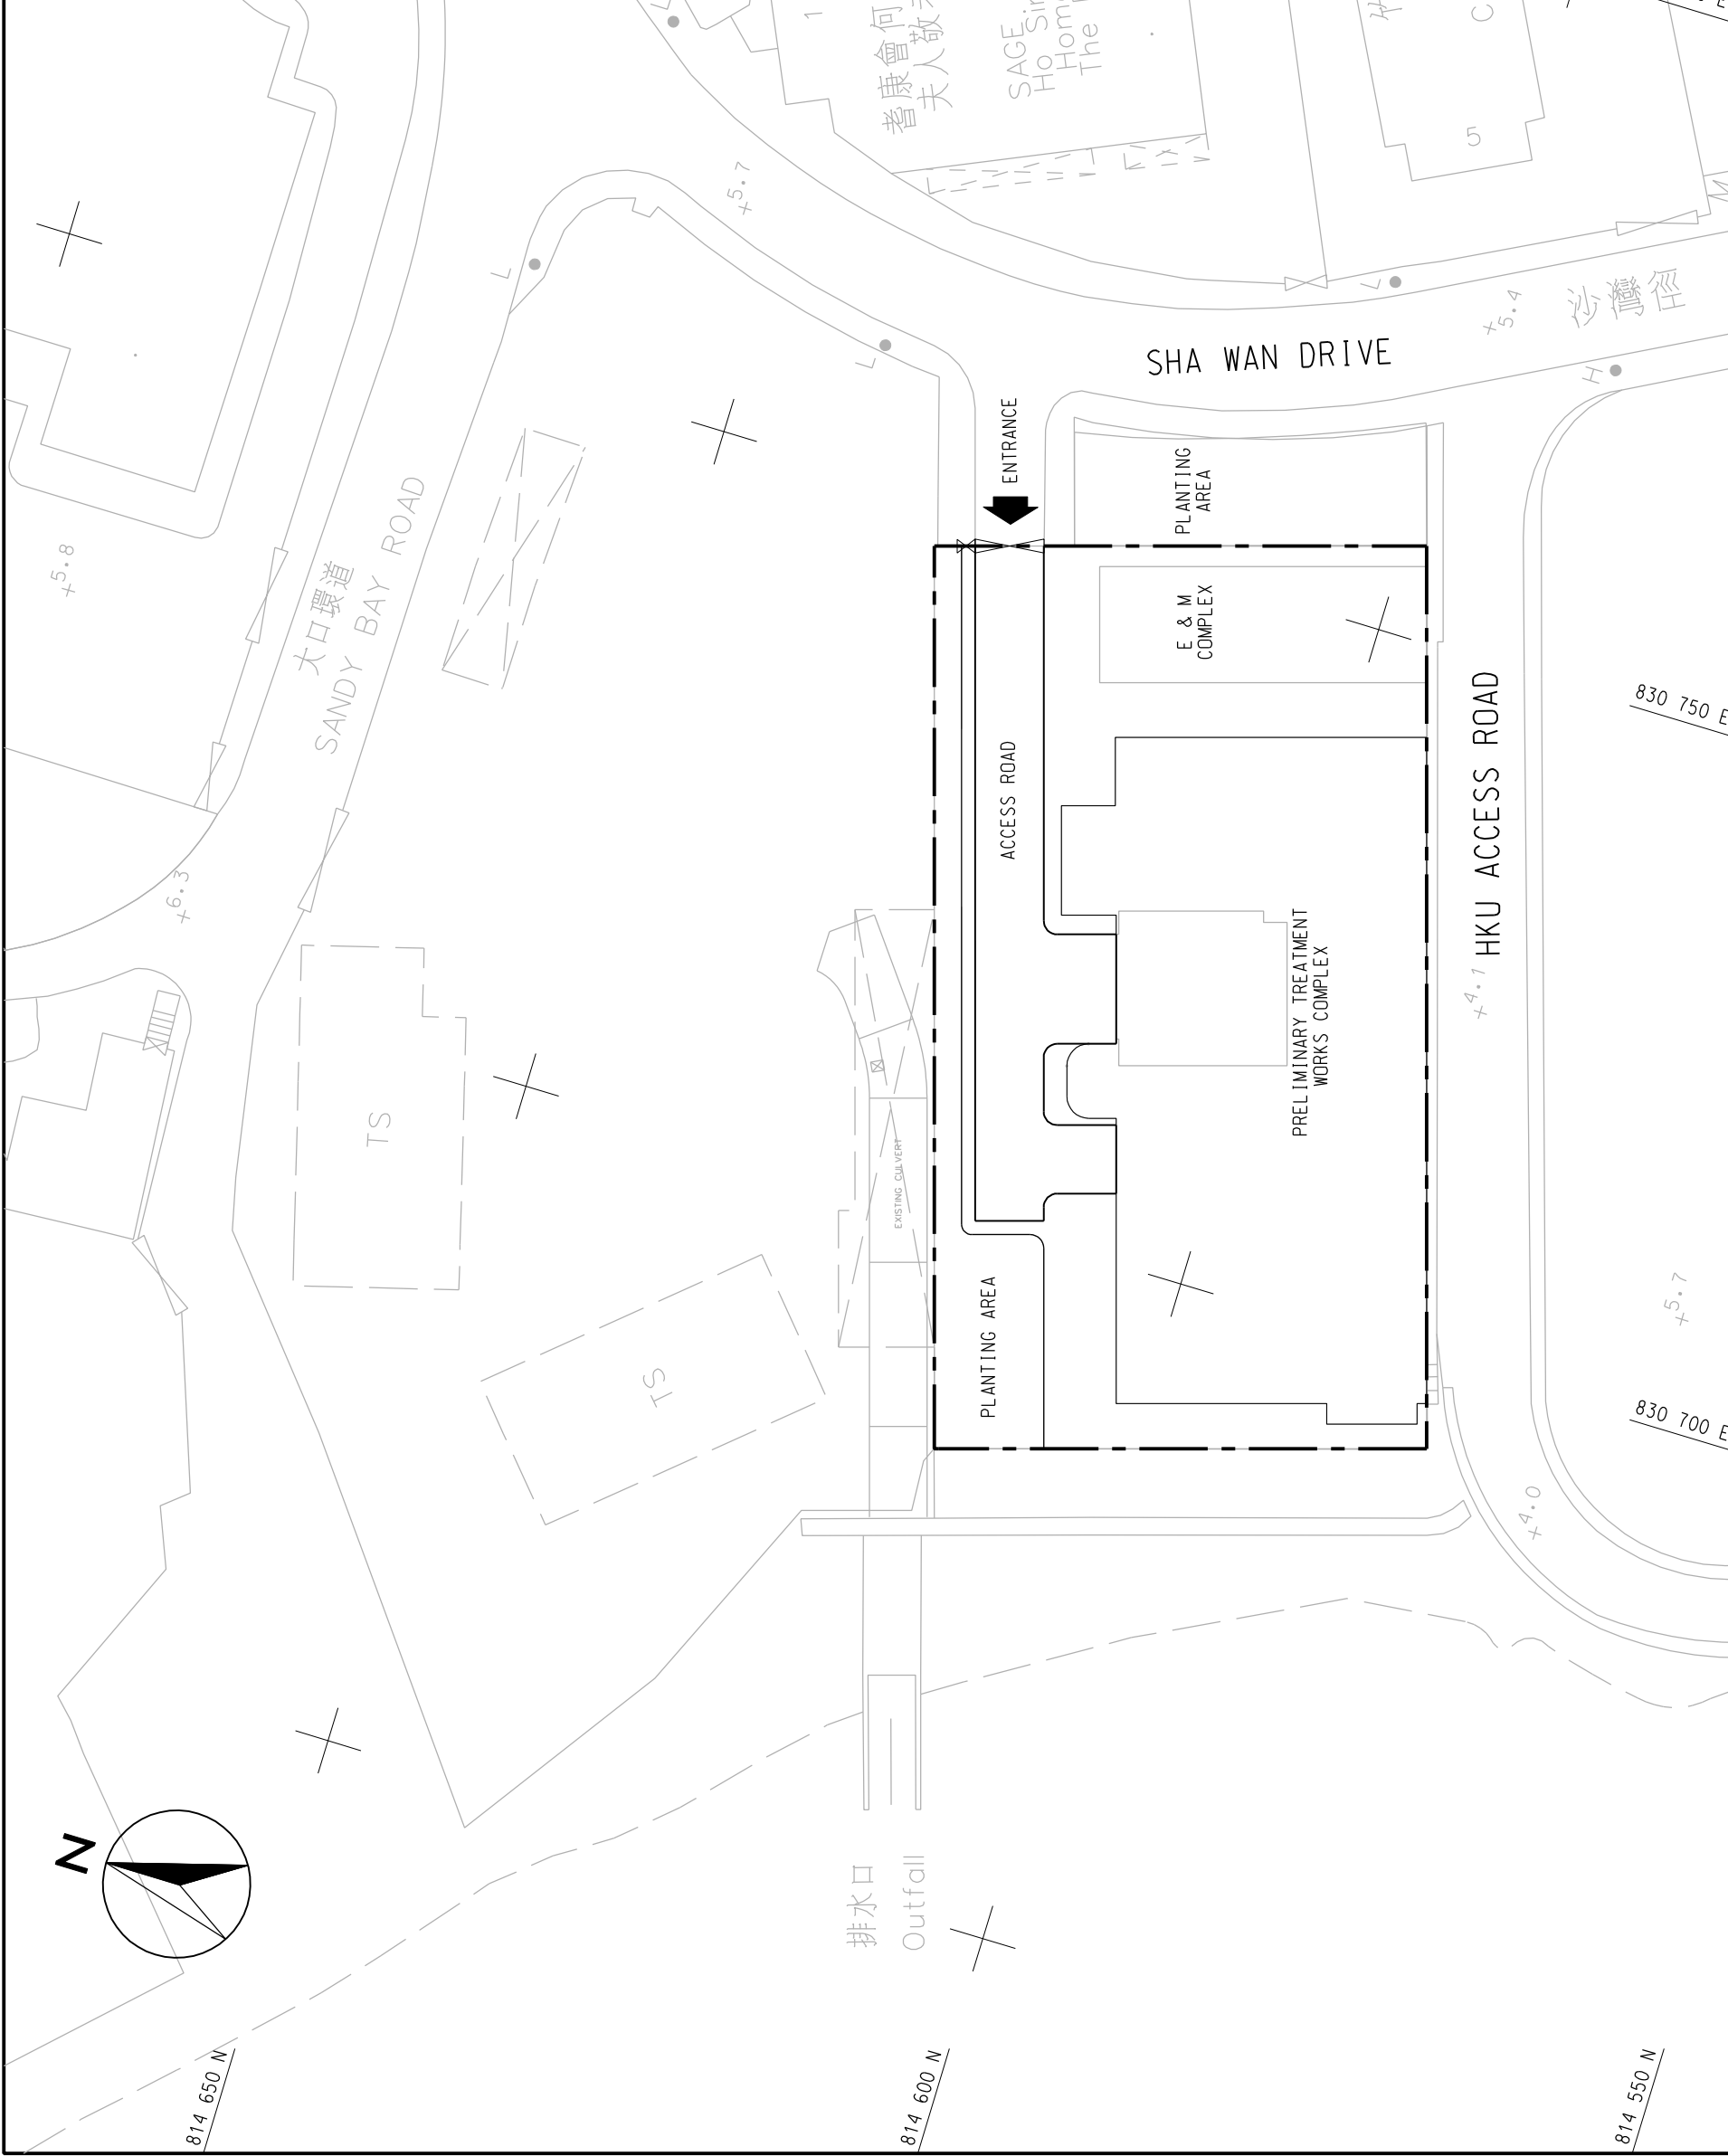 1
SAGE
The
5
C
+5.7
L
L
L
L
H
+5.4
沙灣徑
SHA WAN DRIVE
ENTRANCE
PLANTING
AREA
E & M
COMPLEX
+5.8
大口環道
SANDY BAY ROAD
+6.3
ACCESS ROAD
HKU ACCESS ROAD
830 750 E
PRELIMINARY TREATMENT
WORKS COMPLEX
+4.1
TS
TS
EXISTING CULVERT
PLANTING AREA
+5.7
830 700 E
+4.0
N
排水口
Outfall
814 650 N
814 600 N
814 550 N